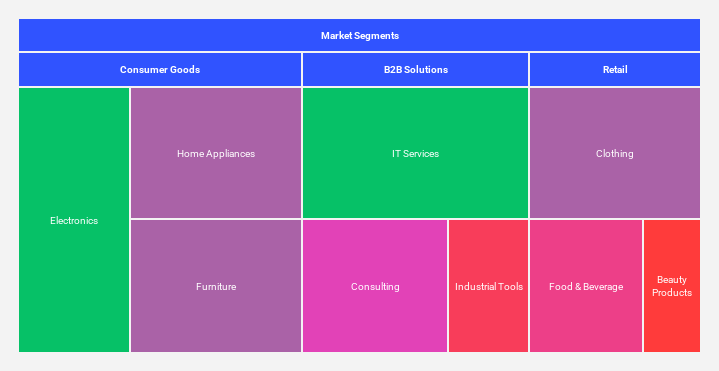 Market Segments
Consumer Goods
B2B Solutions
Retail
Electronics
Home Appliances
IT Services
Clothing
Furniture
Consulting
Industrial Tools
Food & Beverage
Beauty
Products